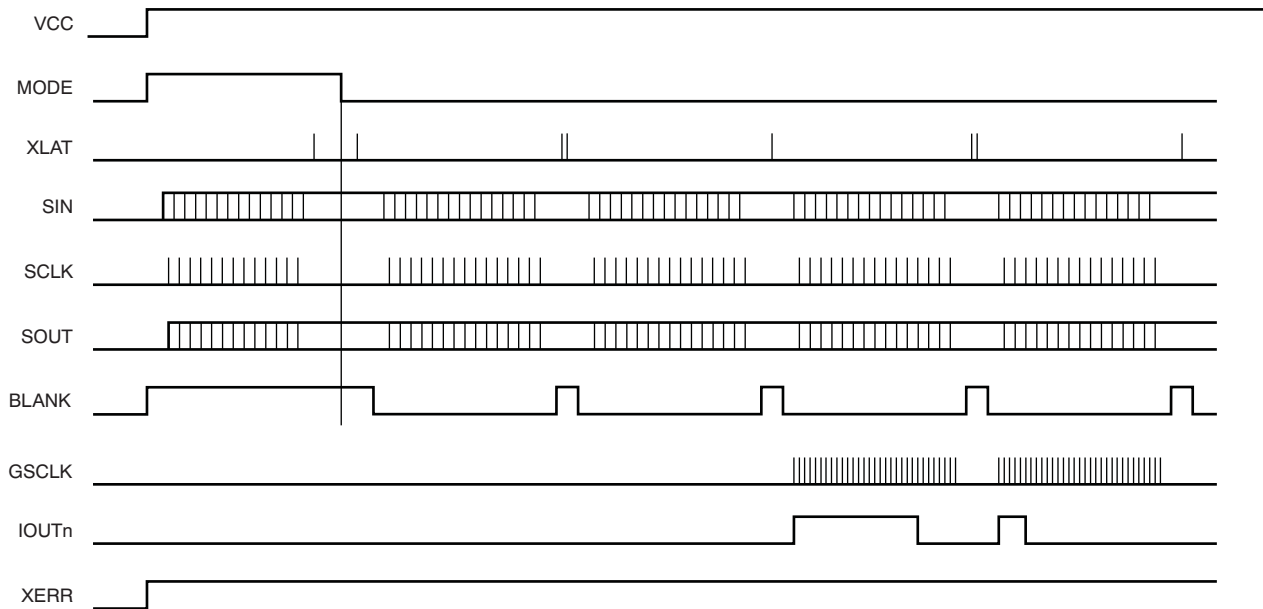 VCC
MODE
XLAT
SIN
SCLK
SOUT
BLANK
GSCLK
IOUTn
XERR